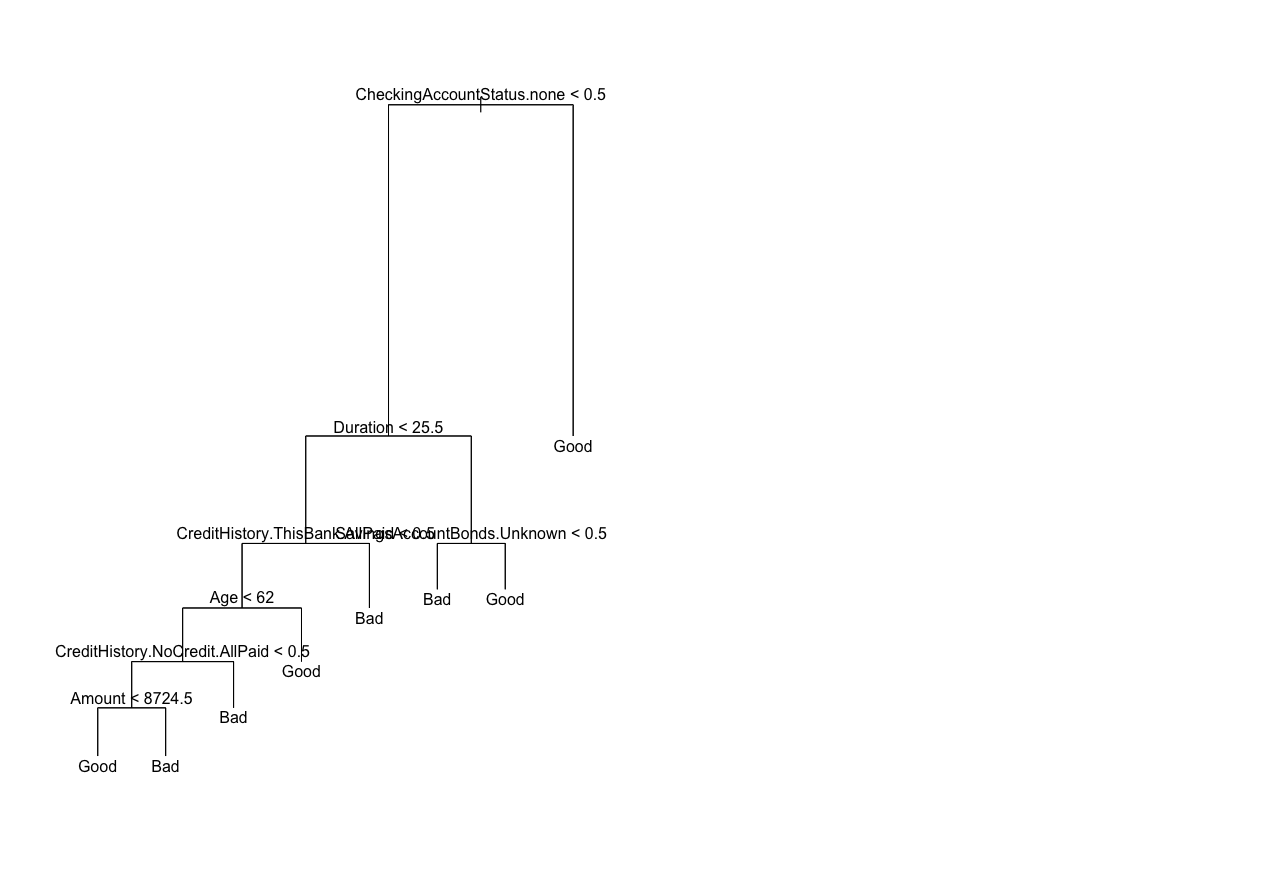 CheckingAccountStatus.none < 0.5
Duration < 25.5
Good
CreditHistory.ThisBank.AllPaid < 0.5
SavingsAccountBonds.Unknown < 0.5
Bad
Good
Age < 62
Bad
CreditHistory.NoCredit.AllPaid < 0.5
Good
Amount < 8724.5
Bad
Good
Bad